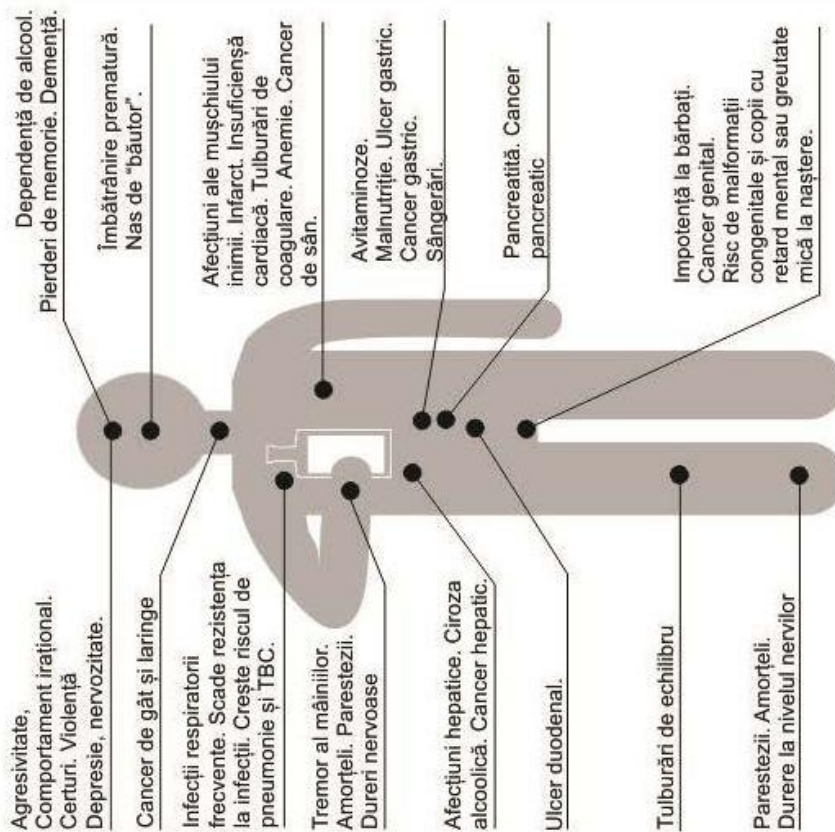 Dependență de alcool.
Pierderi de memorie. Demență.
Îmbătrânire prematură.
Nas de “băutor”.
Afecțiuni ale mușchiului
inimii. Infarct. Insuficiensă
cardiacă. Tulburări de
coagulare. Anemie. Cancer
de sân.
Avitaminoze.
Malnutriție. Ulcer gastric.
Cancer gastric.
Sângerări.
Pancreatită. Cancer
pancreatic
Impotență la bărbați.
Cancer genital.
Risc de malformații
congenitale și copii cu
retard mental sau greutate
mică la naștere.
Agresivitate,
Comportament irațional.
Certuri. Violență
Depresie, nervozitate.
Cancer de gât și laringe
Infecții respiratorii
frecvente. Scade rezistența
la infecții. Crește riscul de
pneumonie și TBC.
Tremor al mâiniilor.
Amorțeli. Parestezii.
Dureri nervoase
Afecțiuni hepatice. Ciroza
alcoolică. Cancer hepatic.
Ulcer duodenal.
Tulburări de echilibru
Parestezii. Amorțeli.
Durere la nivelul nervilor